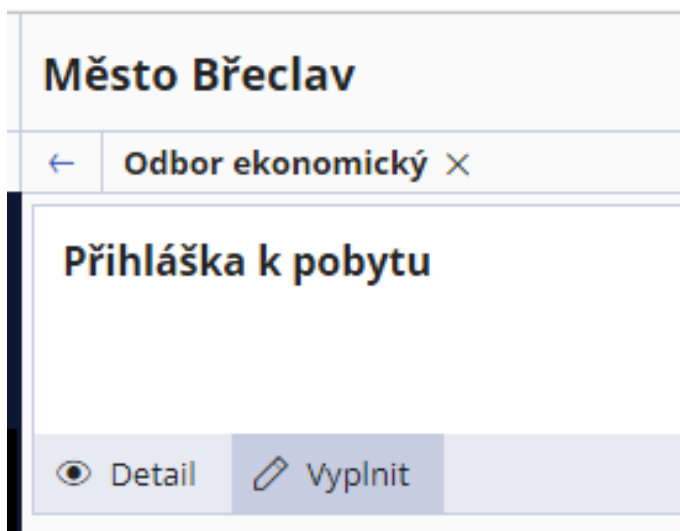 Město Břeclav
← Odbor ekonomický ×
Přihláška k pobytu
Detail Vyplnit